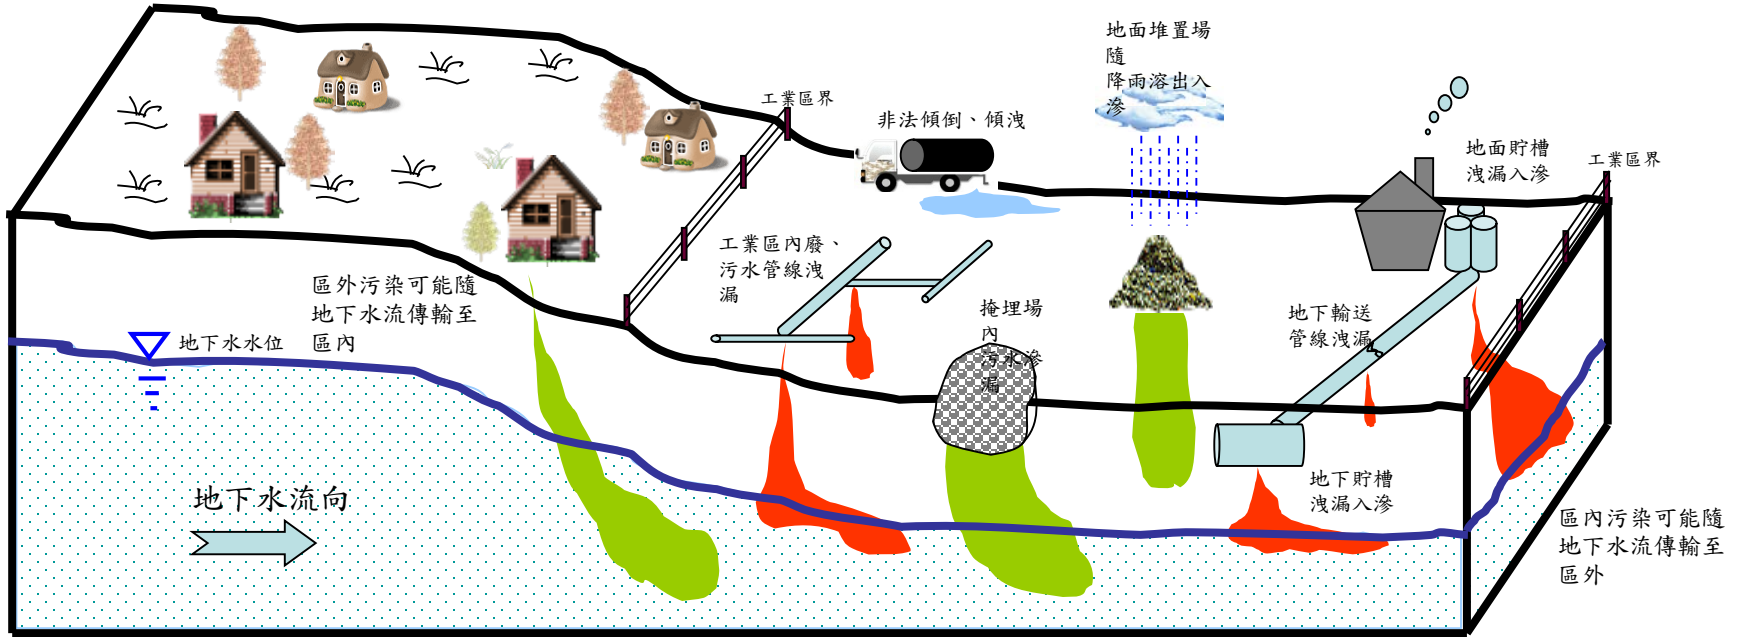 地面堆置場
隨
降雨溶出入
滲
工業區界
非法傾倒、傾洩
地面貯槽
洩漏入滲
工業區界
工業區內廢、
污水管線洩
漏
區外污染可能隨
地下水流傳輸至
區內
掩埋場
內
污水滲
漏
地下輸送
管線洩漏
地下水水位
地下貯槽
洩漏入滲
地下水流向
區內污染可能隨
地下水流傳輸至
區外